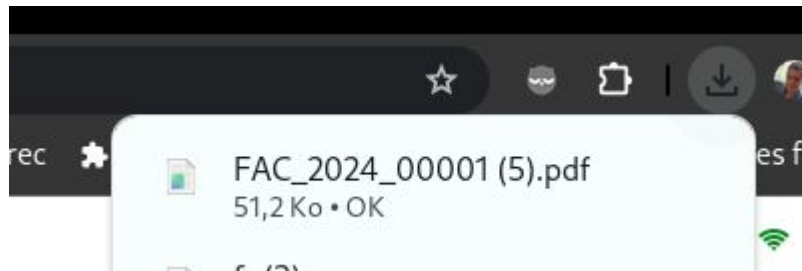 rec
es f
FAC_2024_00001 (5).pdf
51,2 Ko • OK